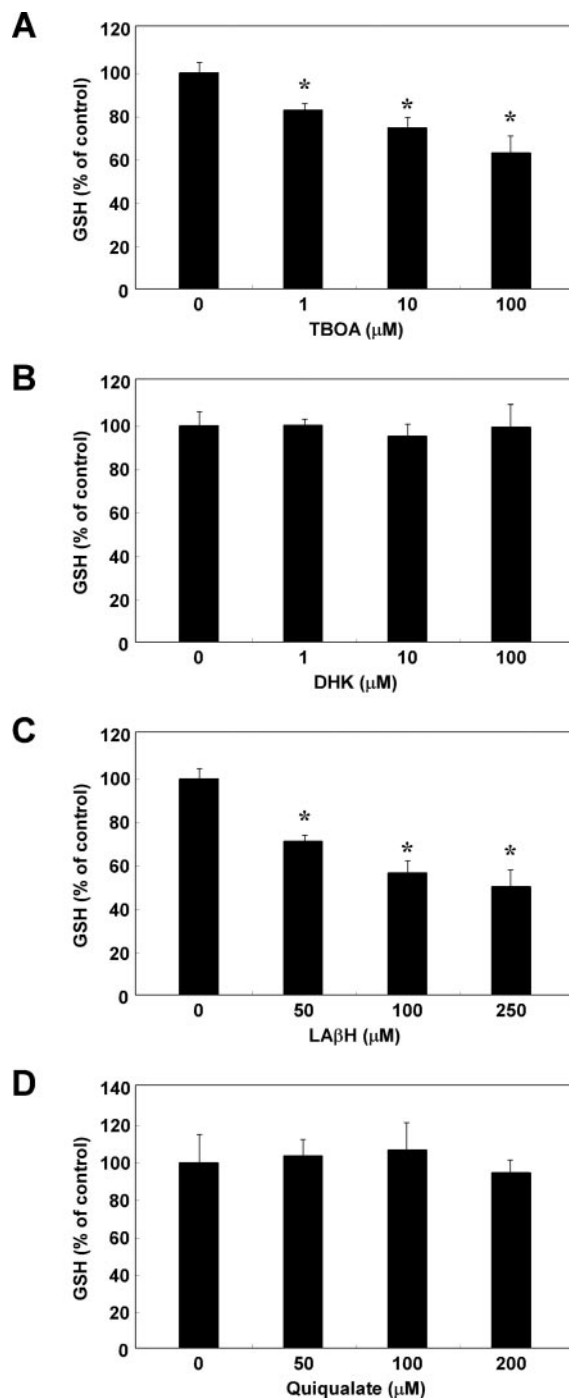 A
GSH (% of control)
120
100
80
60
40
20
0
* * *
0 1 10 100
TBOA (μM)
B
GSH (% of control)
120
100
80
60
40
20
0
0 1 10 100
DHK (μM)
C
GSH (% of control)
120
100
80
60
40
20
0
* * *
0 50 100 250
LAβH (μM)
D
GSH (% of control)
140
120
100
80
60
40
20
0
0 50 100 200
Quiqualate (μM)